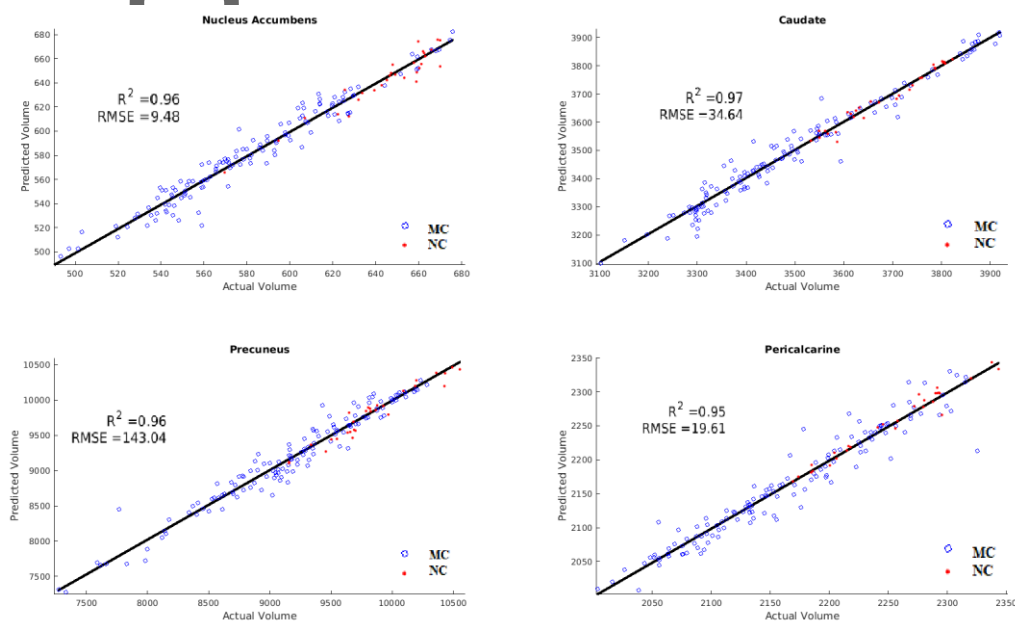 Nucleus Accumbens
680
660
640
620
600
580
560
540
520
500
Predicted Volume
R² =0.96
RMSE =9.48
MC
NC
500 520 540 560 580 600 620 640 660 680
Actual Volume
Caudate
3900
3800
3700
3600
3500
3400
3300
3200
3100
Predicted Volume
R² =0.97
RMSE =34.64
MC
NC
3100 3200 3300 3400 3500 3600 3700 3800 3900
Actual Volume
Precuneus
10500
10000
9500
9000
8500
8000
7500
Predicted Volume
R² =0.96
RMSE =143.04
MC
NC
7500 8000 8500 9000 9500 10000 10500
Actual Volume
Pericalcarine
2350
2300
2250
2200
2150
2100
2050
Predicted Volume
R² =0.95
RMSE =19.61
MC
NC
2050 2100 2150 2200 2250 2300 2350
Actual Volume